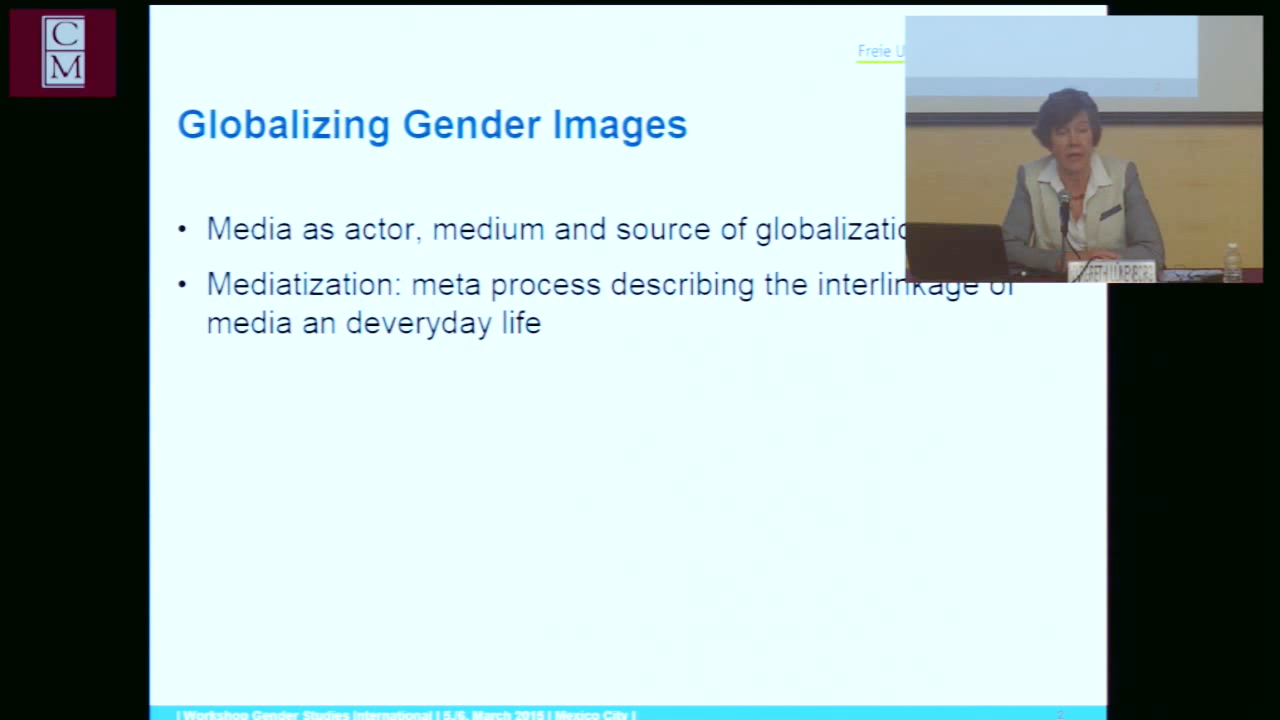 C
M
Freie U
Globalizing Gender Images
• Media as actor, medium and source of globalizatio
• Mediatization: meta process describing the interlinkage of
media an deveryday life
| Workshop Gender Studies International | 5./6. March 2015 | Mexico City |
2